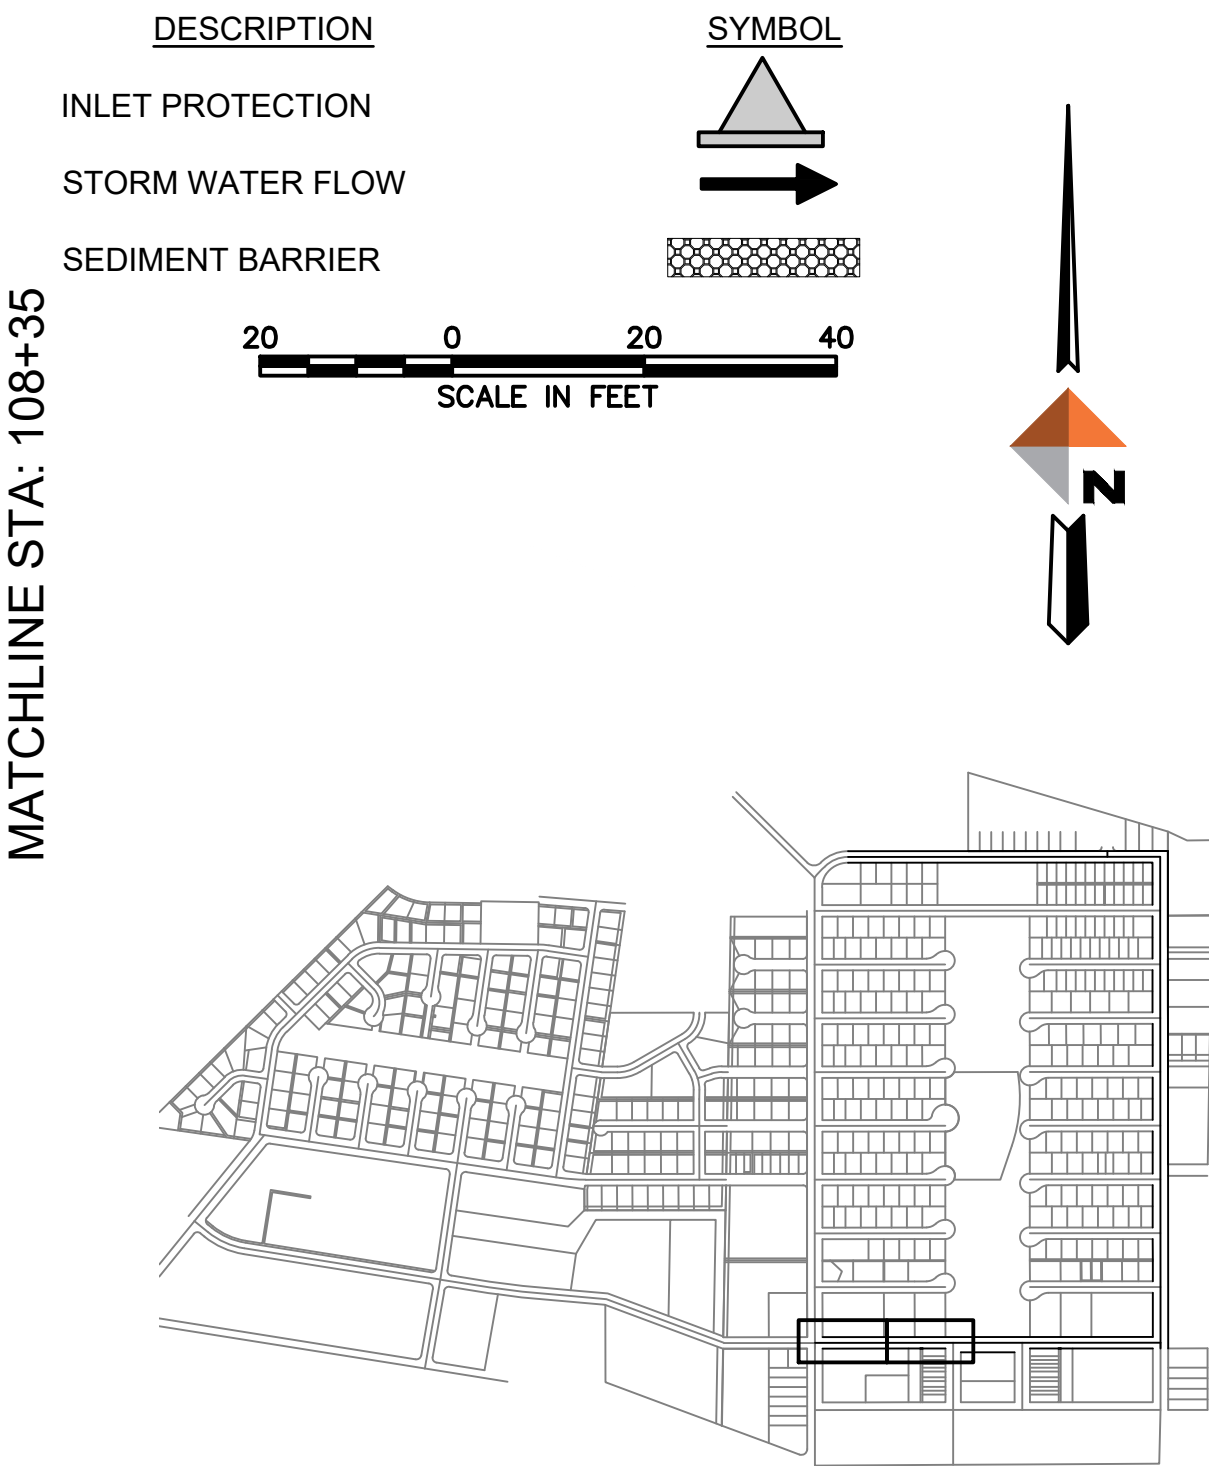 DESCRIPTION SYMBOL
INLET PROTECTION
STORM WATER FLOW
SEDIMENT BARRIER
20 0 20 40
SCALE IN FEET
MATCHLINE STA: 108+35
N